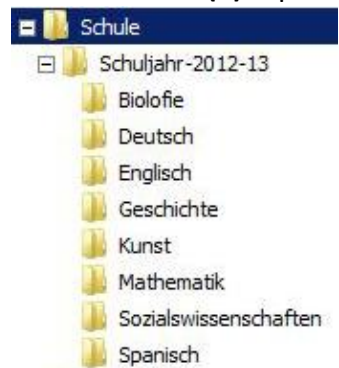 Schule
Schuljahr-2012-13
Biolofie
Deutsch
Englisch
Geschichte
Kunst
Mathematik
Sozialswissenschaften
Spanisch